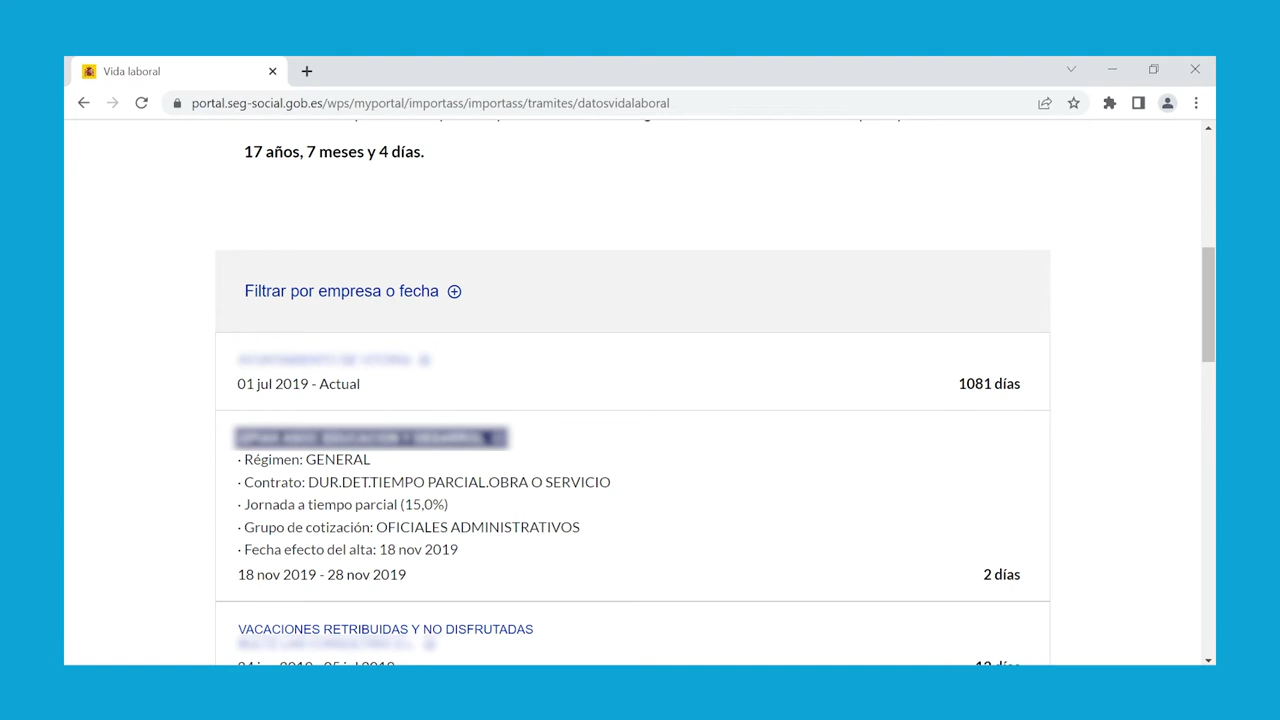 Vida laboral
portal.seg-social.gob.es/wps/myportal/importass/importass/tramites/datosvidalaboral
17 años, 7 meses y 4 días.
Filtrar por empresa o fecha
01 jul 2019 - Actual
1081 días
· Régimen: GENERAL
· Contrato: DUR.DET.TIEMPO PARCIAL.OBRA O SERVICIO
· Jornada a tiempo parcial (15,0%)
· Grupo de cotización: OFICIALES ADMINISTRATIVOS
· Fecha efecto del alta: 18 nov 2019
18 nov 2019 - 28 nov 2019
2 días
VACACIONES RETRIBUIDAS Y NO DISFRUTADAS